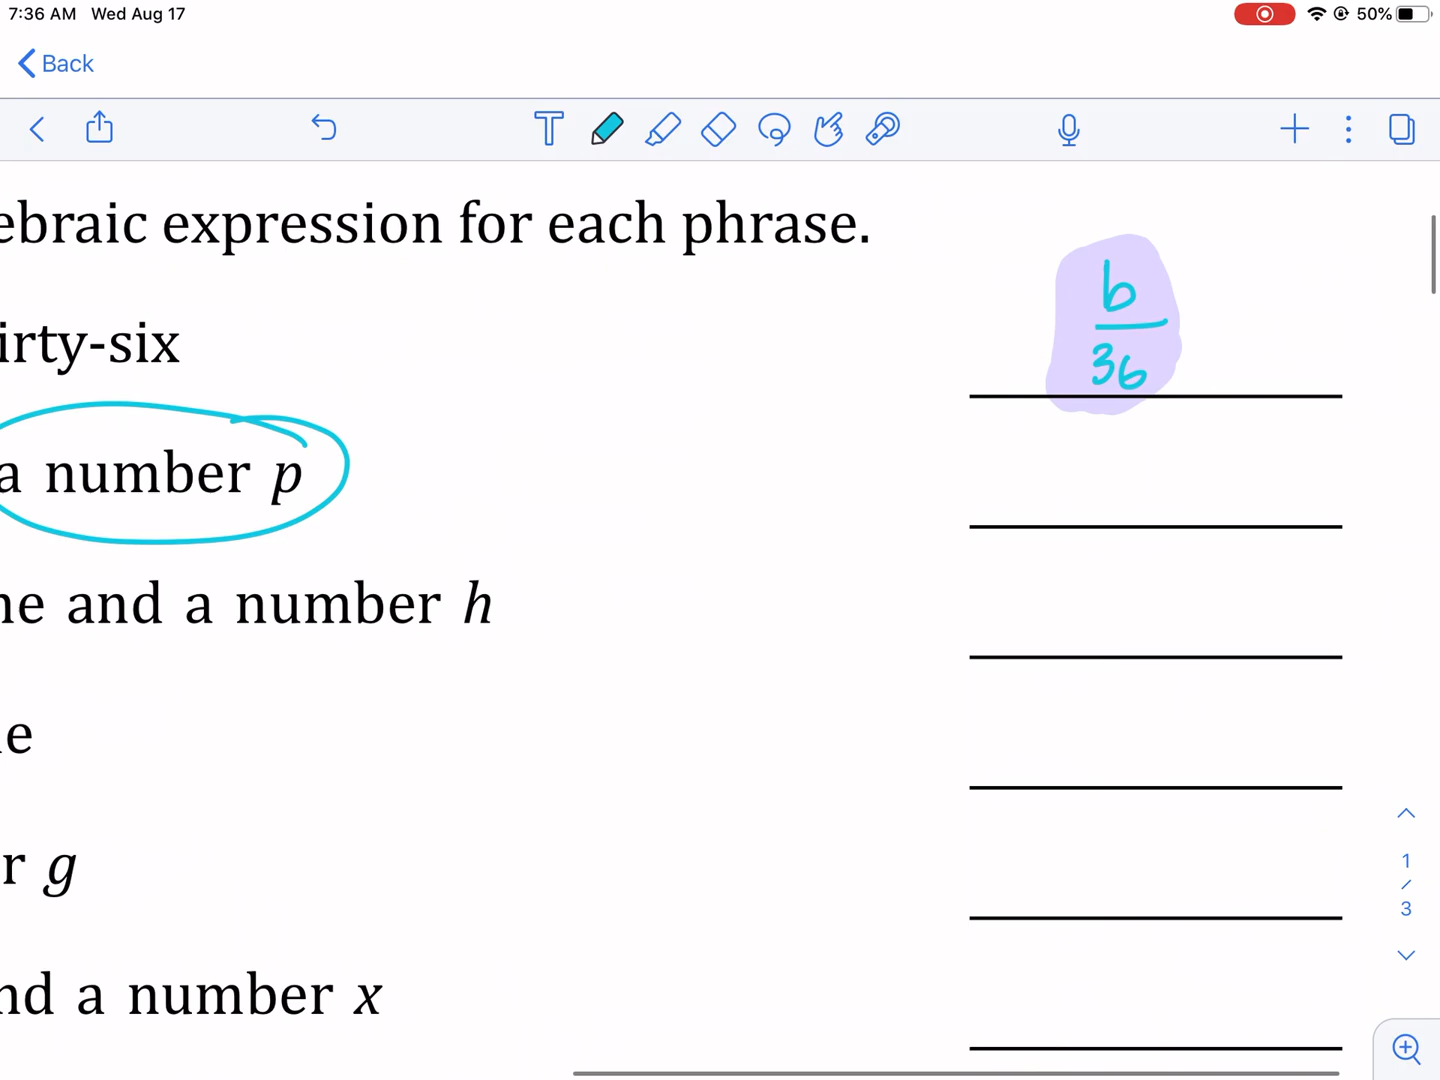 7:36 AM Wed Aug 17
50%
Back
T
ebraic expression for each phrase.
b
36
irty-six
a number p
ne and a number h
e
r g
nd a number x
1
/
3